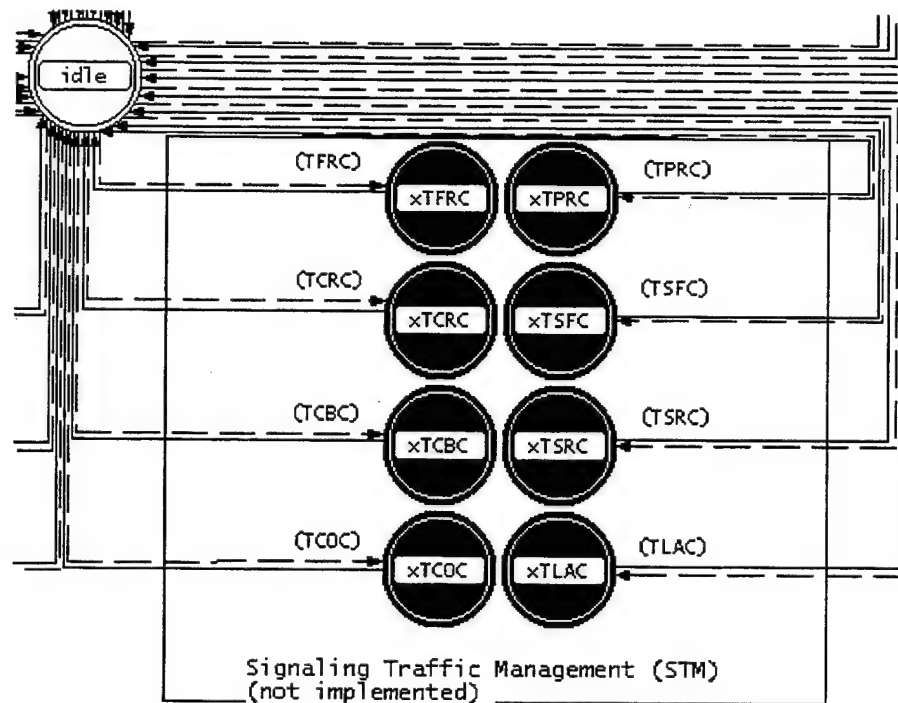 idle
(TFRC)
xTFRC
xTPRC
(TPRC)
(TCRC)
xTCRC
xTSFC
(TSFC)
(TCBC)
xTCBC
xTSRC
(TSRC)
(TCOC)
xTCOC
xTLAC
(TLAC)
Signaling Traffic Management (STM)
(not implemented)